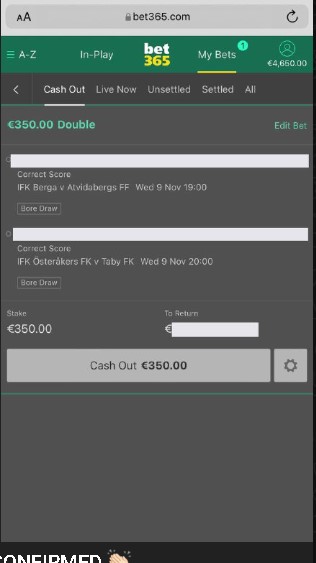 AA
bet365.com
A-Z
In-Play
bet
365
My Bets
1
€4,650.00
Cash Out
Live Now
Unsettled
Settled
All
€350.00 Double
Edit Bet
Correct Score
IFK Berga v Atvidabergs FF Wed 9 Nov 19:00
Bore Draw
Correct Score
IFK Österåkers FK v Taby FK Wed 9 Nov 20:00
Bore Draw
Stake
To Return
€350.00
€
Cash Out €350.00
CONFIRMED 👏🏻